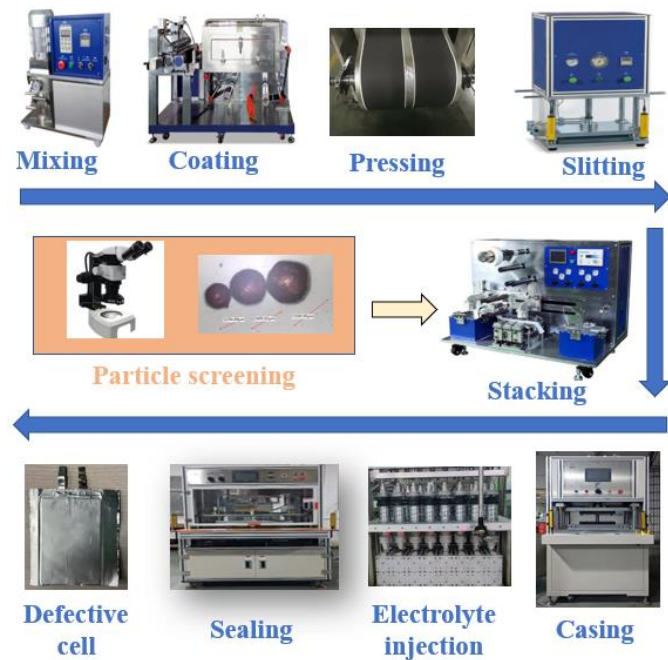 Mixing
Coating
Pressing
Slitting
Particle screening
Stacking
Defective
cell
Sealing
Electrolyte
injection
Casing